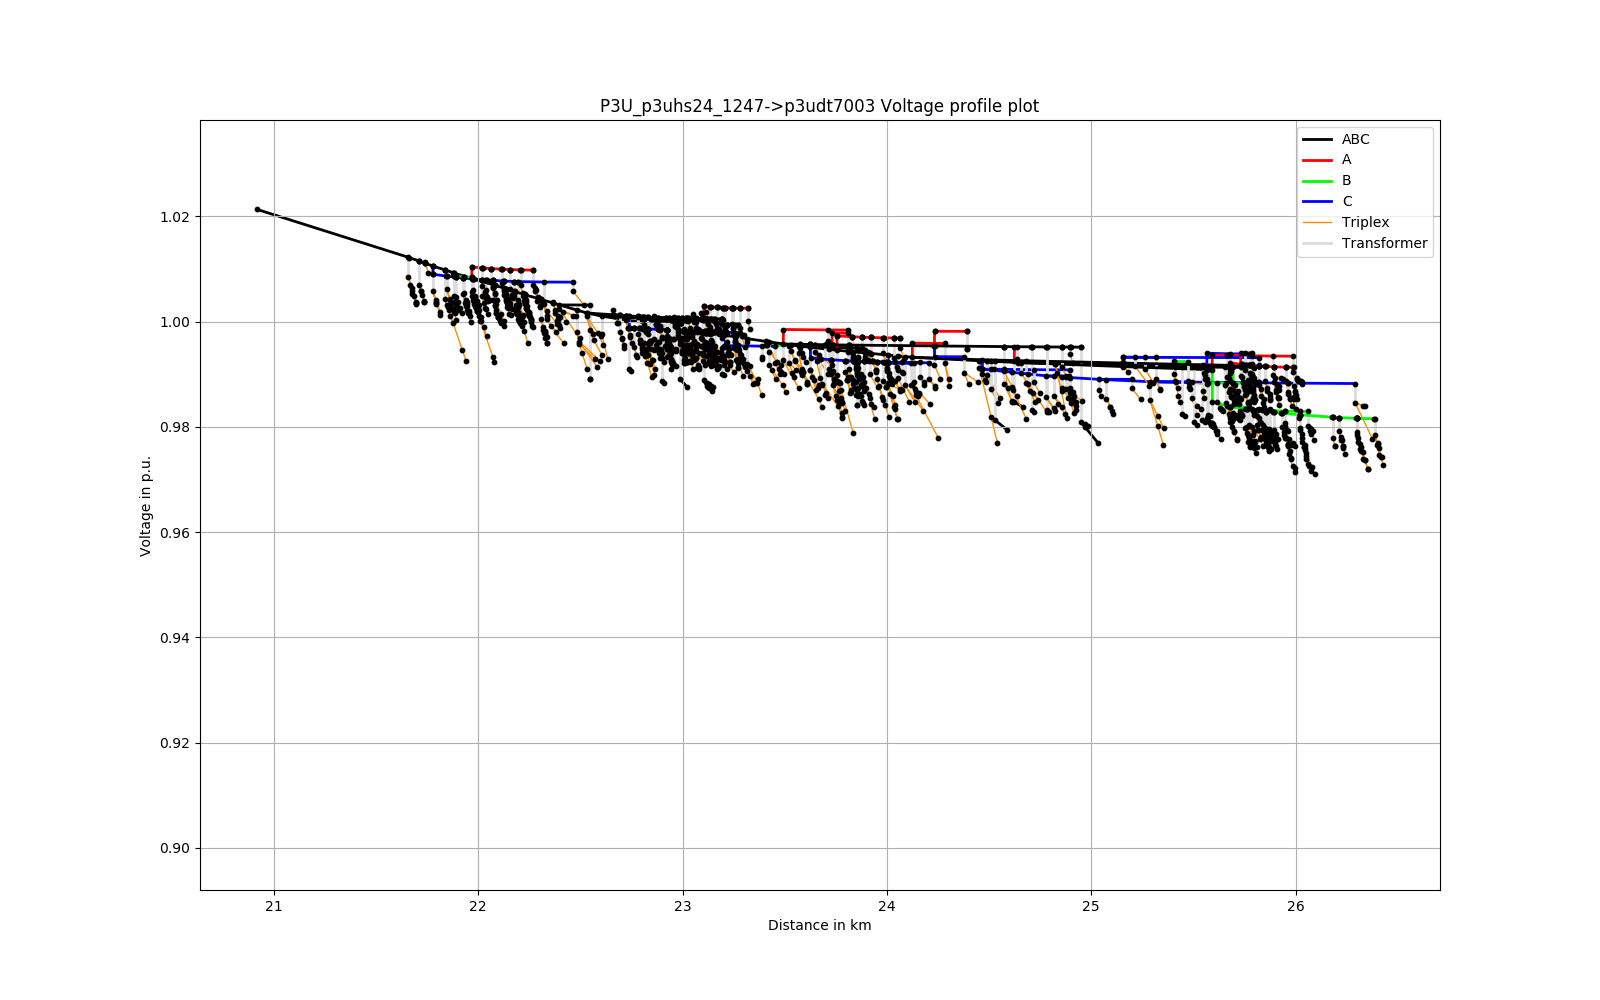 P3U_p3uhs24_1247->p3udt7003 Voltage profile plot
ABC
A
B
C
Triplex
Transformer
1.02
1.00
0.98
0.96
0.94
0.92
0.90
Voltage in p.u.
21 22 23 24 25 26
Distance in km